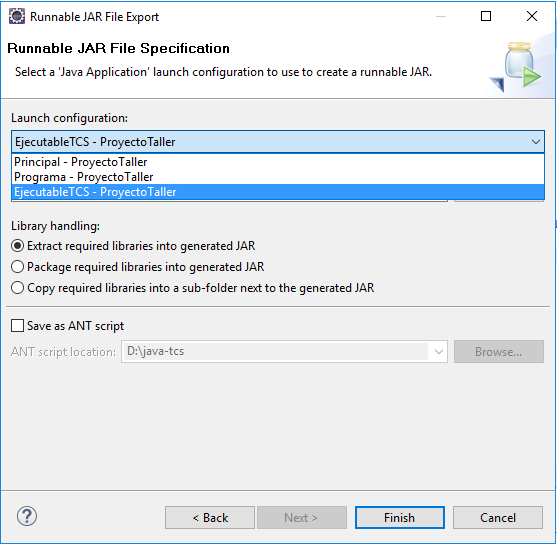 Runnable JAR File Export
Runnable JAR File Specification
Select a 'Java Application' launch configuration to use to create a runnable JAR.
Launch configuration:
EjecutableTCS - ProyectoTaller
Principal - ProyectoTaller
Programa - ProyectoTaller
EjecutableTCS - ProyectoTaller
Library handling:
Extract required libraries into generated JAR
Package required libraries into generated JAR
Copy required libraries into a sub-folder next to the generated JAR
Save as ANT script
ANT script location:
D:\java-tcs
Browse...
?
< Back
Next >
Finish
Cancel